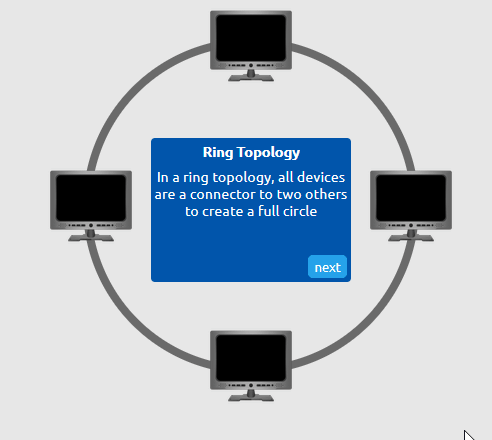 Ring Topology
In a ring topology, all devices
are a connector to two others
to create a full circle
next